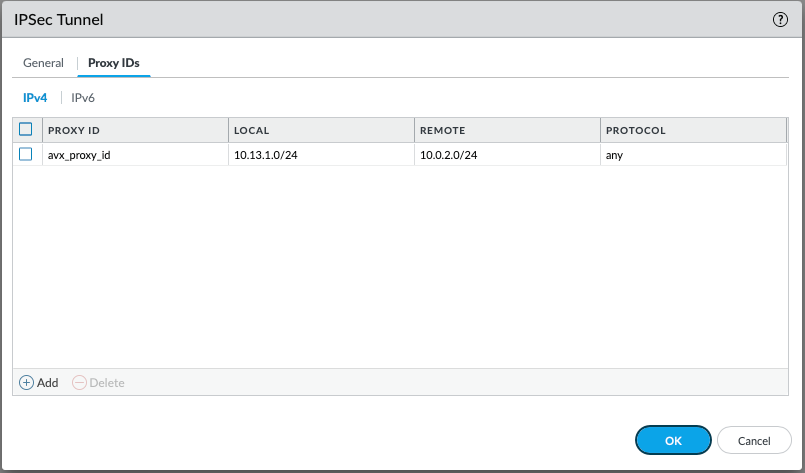 IPSec Tunnel ?
General Proxy IDs
IPv4 IPv6
PROXY ID LOCAL REMOTE PROTOCOL
avx_proxy_id 10.13.1.0/24 10.0.2.0/24 any
Add Delete
OK Cancel